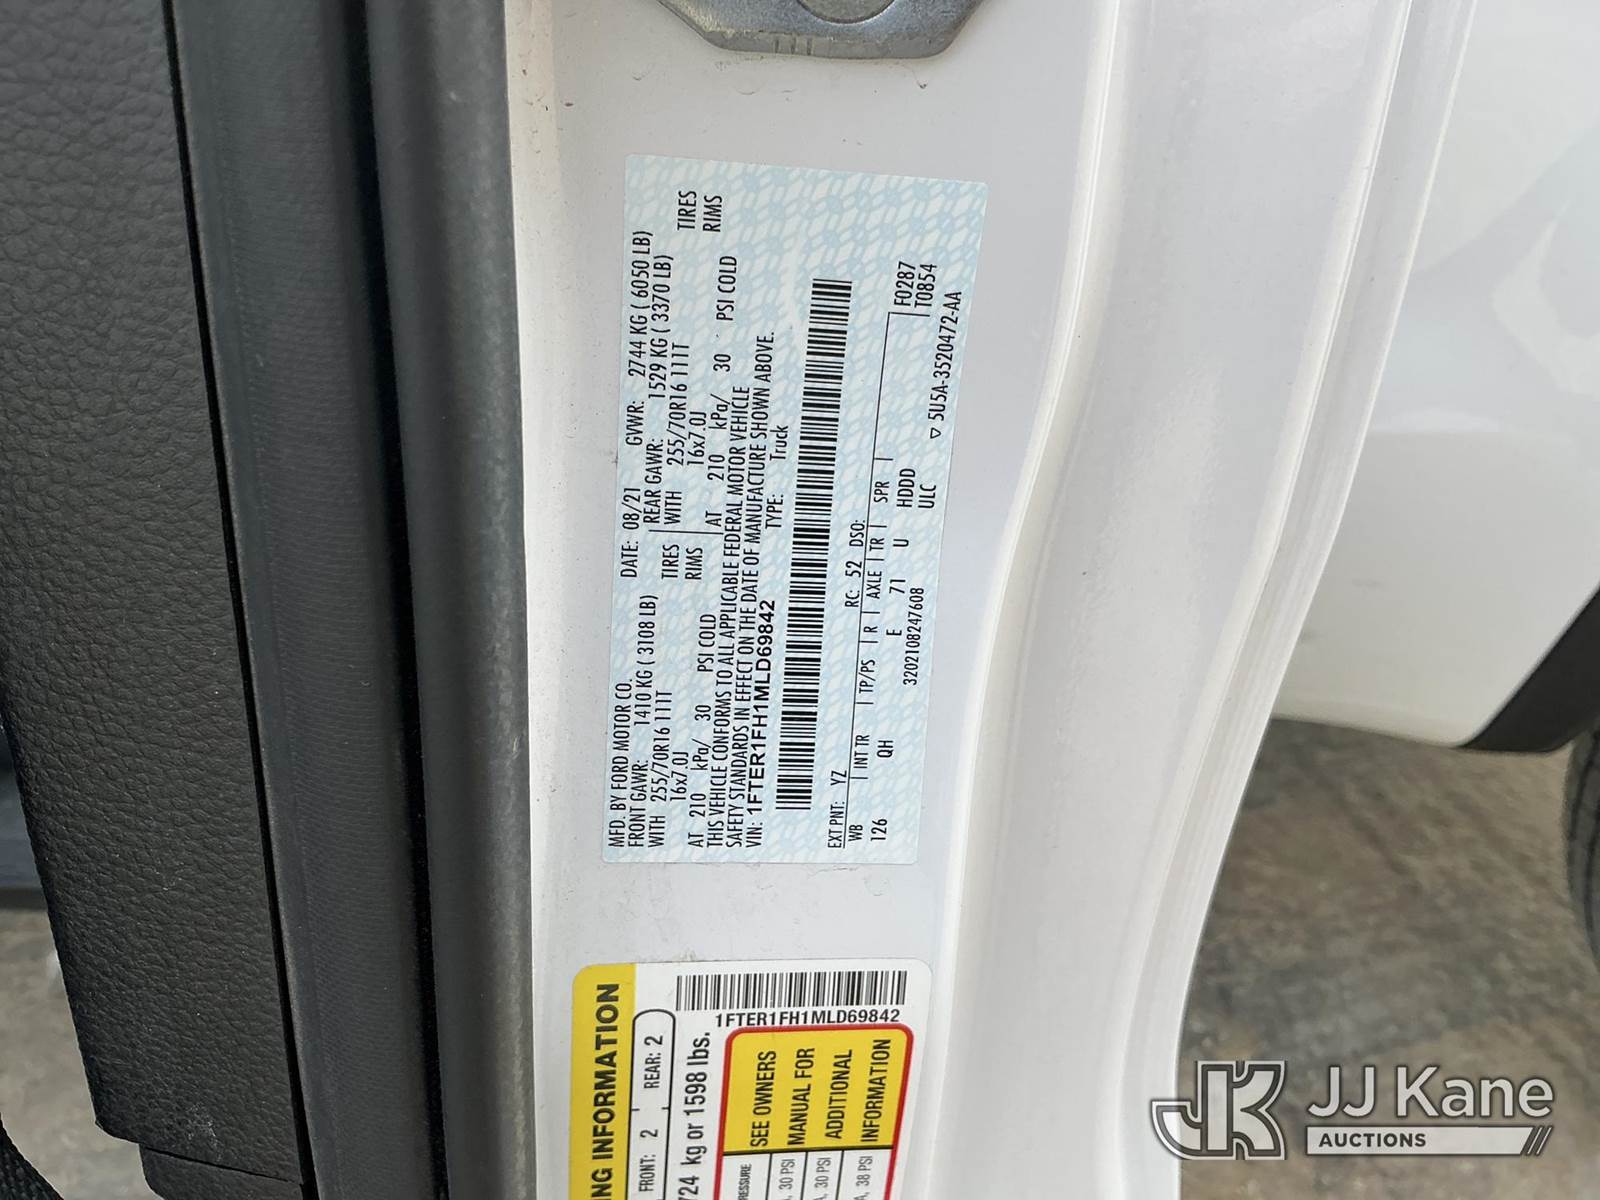 MFD. BY FORD MOTOR CO.
DATE: 08/21 GVWR: 2744 KG ( 6050 LB)
FRONT GAWR: 1410 KG ( 3108 LB) REAR GAWR: 1529 KG ( 3370 LB)
WITH 255/70R16 111T TIRES WITH 255/70R16 111T TIRES
16x7.0J RIMS 16x7.0J RIMS
AT 210 kPa/ 30 PSI COLD AT 210 kPa/ 30 PSI COLD
THIS VEHICLE CONFORMS TO ALL APPLICABLE FEDERAL MOTOR VEHICLE
SAFETY STANDARDS IN EFFECT ON THE DATE OF MANUFACTURE SHOWN ABOVE.
VIN: 1FTER1FH1MLD69842 TYPE: Truck
EXT PNT: YZ RC: 52 DSO:
WB INT TR TP/PS R AXLE TR SPR F0287
126 QH E 71 U HDDD T0854
ULC
3202108247608 5U5A-3520472-AA
NG INFORMATION
FRONT: 2 REAR: 2
724 kg or 1598 lbs.
1FTER1FH1MLD69842
SEE OWNERS
MANUAL FOR
ADDITIONAL
INFORMATION
30 PSI
30 PSI
38 PSI
JK JJ Kane
AUCTIONS